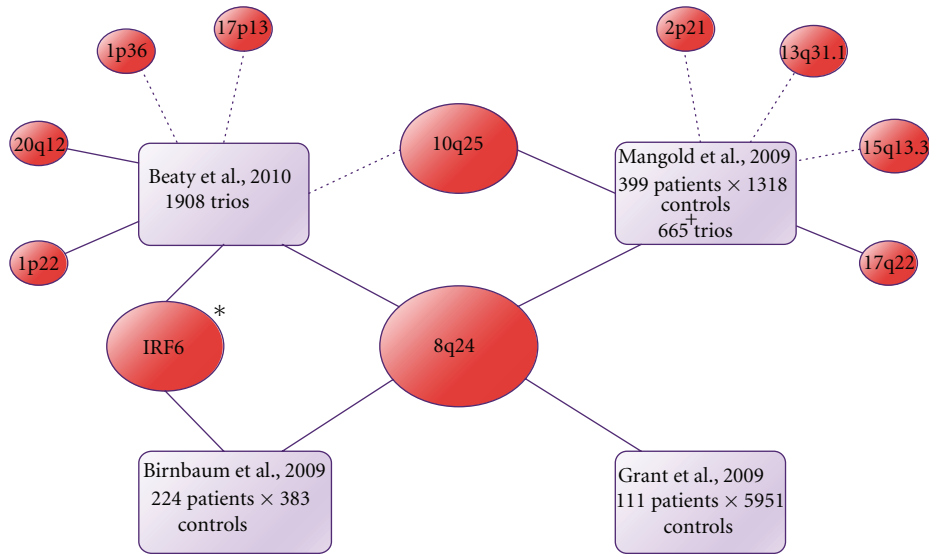 17p13
2p21
1p36
13q31.1
20q12
10q25
15q13.3
Beaty et al., 2010
1908 trios
Mangold et al., 2009
399 patients × 1318
controls
+
665 trios
1p22
17q22
*
IRF6
8q24
Birnbaum et al., 2009
224 patients × 383
controls
Grant et al., 2009
111 patients × 5951
controls